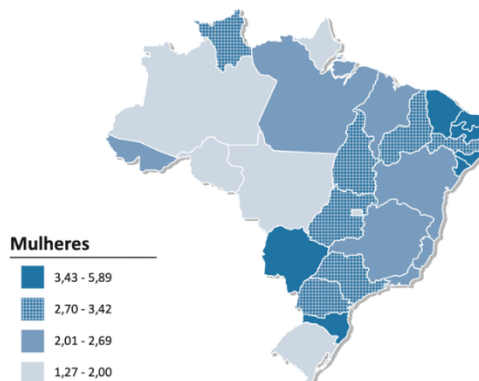 Mulheres
3,43 - 5,89
2,70 - 3,42
2,01 - 2,69
1,27 - 2,00